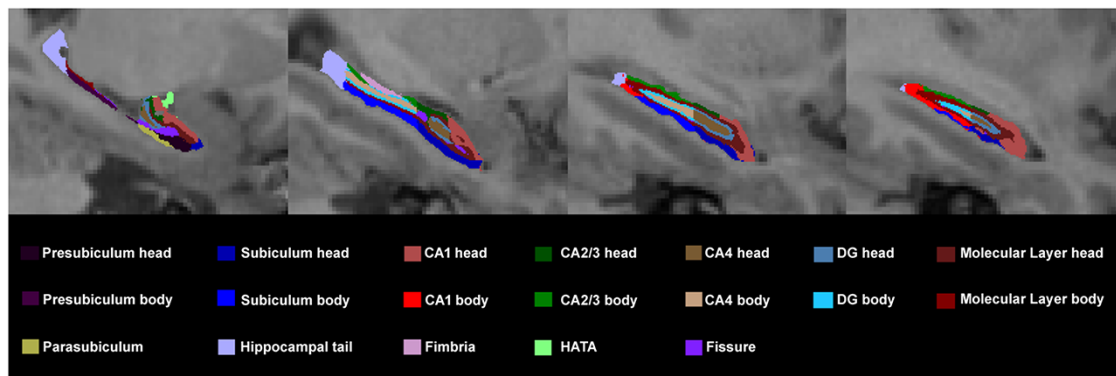 Presubiculum head Subiculum head CA1 head CA2/3 head CA4 head DG head Molecular Layer head
Presubiculum body Subiculum body CA1 body CA2/3 body CA4 body DG body Molecular Layer body
Parasubiculum Hippocampal tail Fimbria HATA Fissure